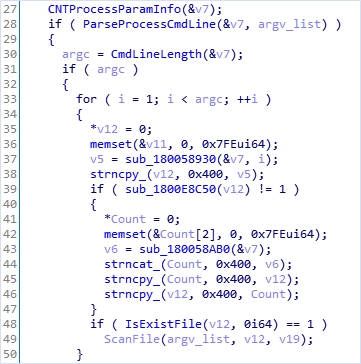 27 CNTProcessParamInfo(&v7);
28 if ( ParseProcessCmdLine(&v7, argv_list) )
29 {
30 argc = CmdLineLength(&v7);
31 if ( argc )
32 {
33 for ( i = 1; i < argc; ++i )
34 {
35 *v12 = 0;
36 memset(&v11, 0, 0x7FEui64);
37 v5 = sub_180058930(&v7, i);
38 strncpy_(v12, 0x400, v5);
39 if ( sub_1800E8C50(v12) != 1 )
40 {
41 *Count = 0;
42 memset(&Count[2], 0, 0x7FEui64);
43 v6 = sub_180058AB0(&v7);
44 strncat_(Count, 0x400, v6);
45 strncpy_(Count, 0x400, v12);
46 strncpy_(v12, 0x400, Count);
47 }
48 if ( IsExistFile(v12, 0i64) == 1 )
49 ScanFile(argv_list, v12, v19);
50 }